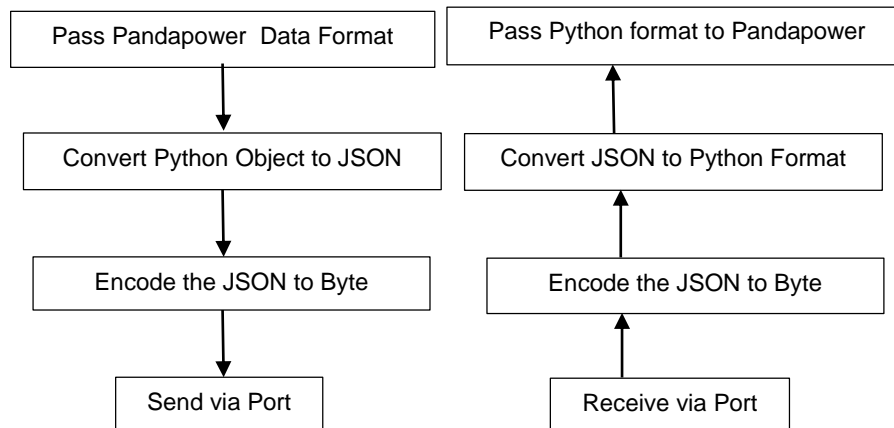 Pass Pandapower  Data Format
Convert Python Object to JSON
Encode the JSON to Byte
Send via Port
Pass Python format to Pandapower
Convert JSON to Python Format
Encode the JSON to Byte
Receive via Port